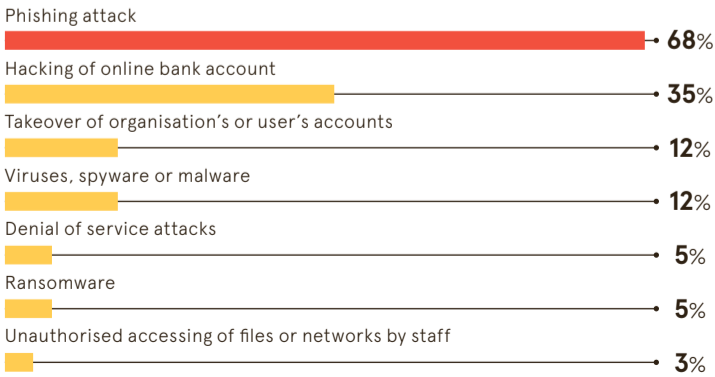 Phishing attack
68%
Hacking of online bank account
35%
Takeover of organisation’s or user’s accounts
12%
Viruses, spyware or malware
12%
Denial of service attacks
5%
Ransomware
5%
Unauthorised accessing of files or networks by staff
3%